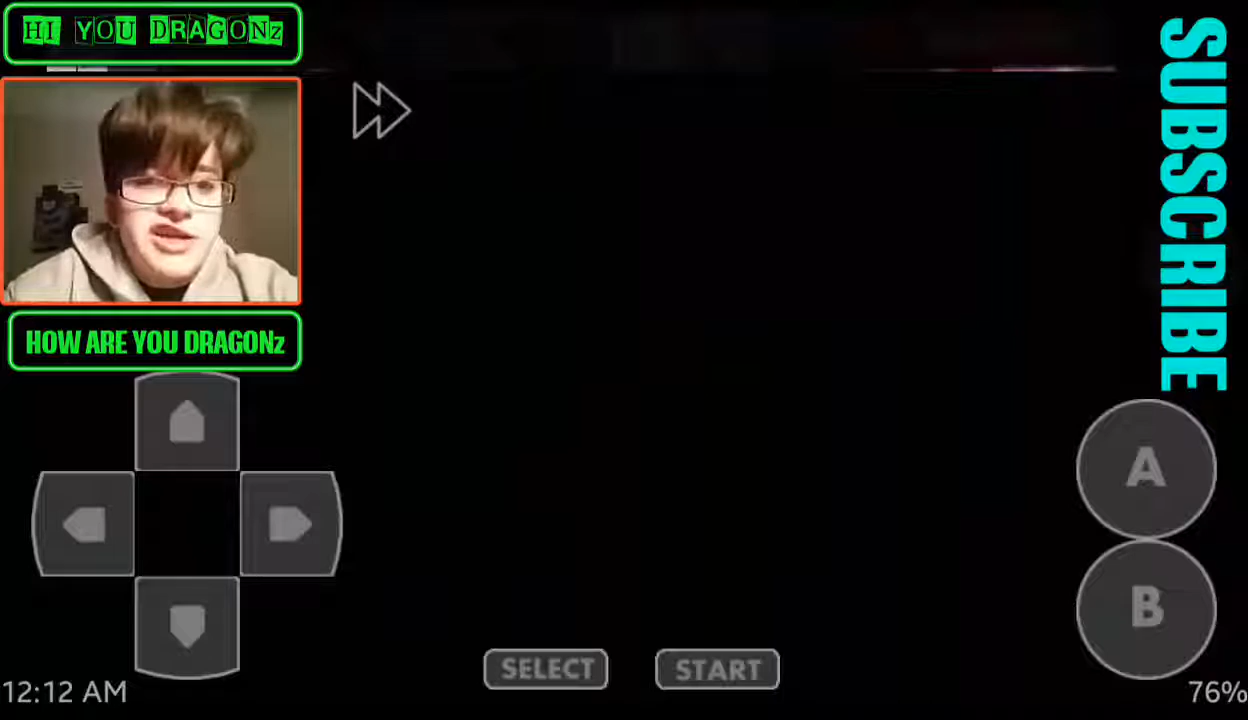 HI YOU DRAGONz
HOW ARE YOU DRAGONz
SUBSCRIBE
A
B
SELECT
START
12:12 AM
76%